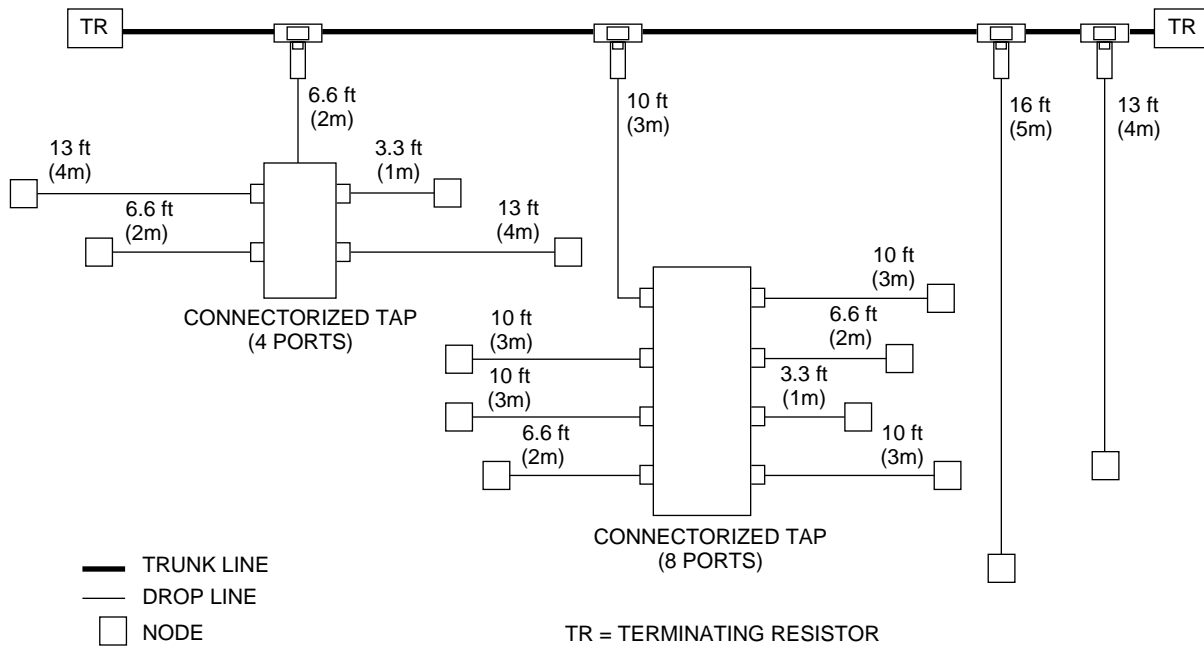 TR
TR
6.6 ft
(2m)
10 ft
(3m)
16 ft
(5m)
13 ft
(4m)
13 ft
(4m)
3.3 ft
(1m)
6.6 ft
(2m)
13 ft
(4m)
CONNECTORIZED TAP
(4 PORTS)
10 ft
(3m)
10 ft
(3m)
6.6 ft
(2m)
10 ft
(3m)
6.6 ft
(2m)
3.3 ft
(1m)
10 ft
(3m)
CONNECTORIZED TAP
(8 PORTS)
TRUNK LINE
DROP LINE
NODE
TR = TERMINATING RESISTOR